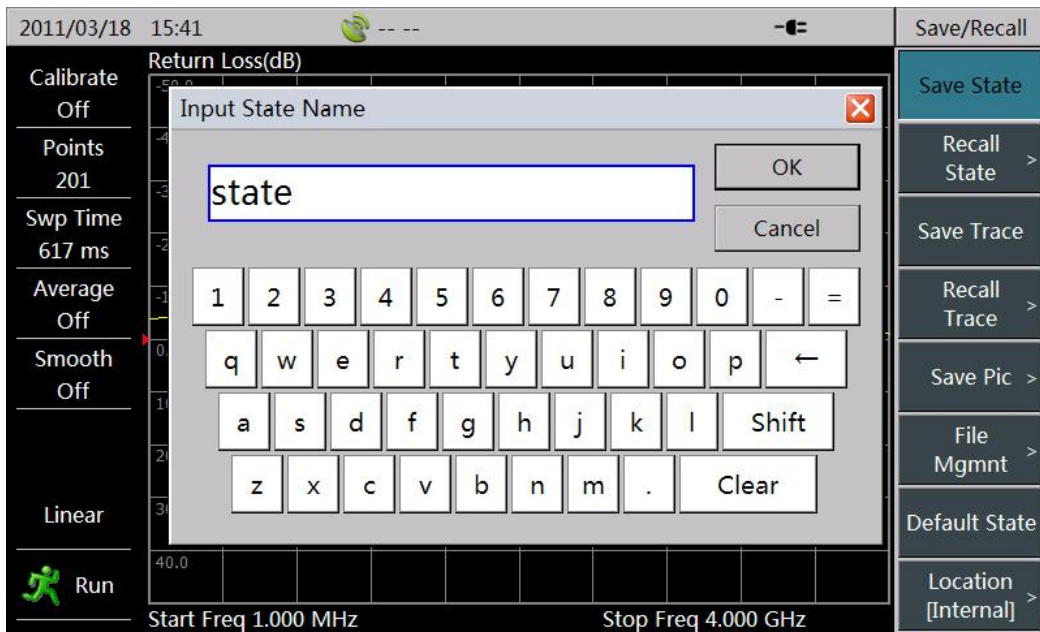 2011/03/18 15:41 -- -- Save/Recall
Return Loss(dB)
Calibrate
Off
Points
201
Swp Time
617 ms
Average
Off
Smooth
Off
Linear
Run
-50.0
0.
40.0
Start Freq 1.000 MHz Stop Freq 4.000 GHz
Input State Name
state
OK
Cancel
1 2 3 4 5 6 7 8 9 0 - =
q w e r t y u i o p ←
a s d f g h j k l Shift
z x c v b n m . Clear
Save State
Recall
State >
Save Trace
Recall
Trace >
Save Pic >
File
Mgmnt >
Default State
Location
[Internal] >